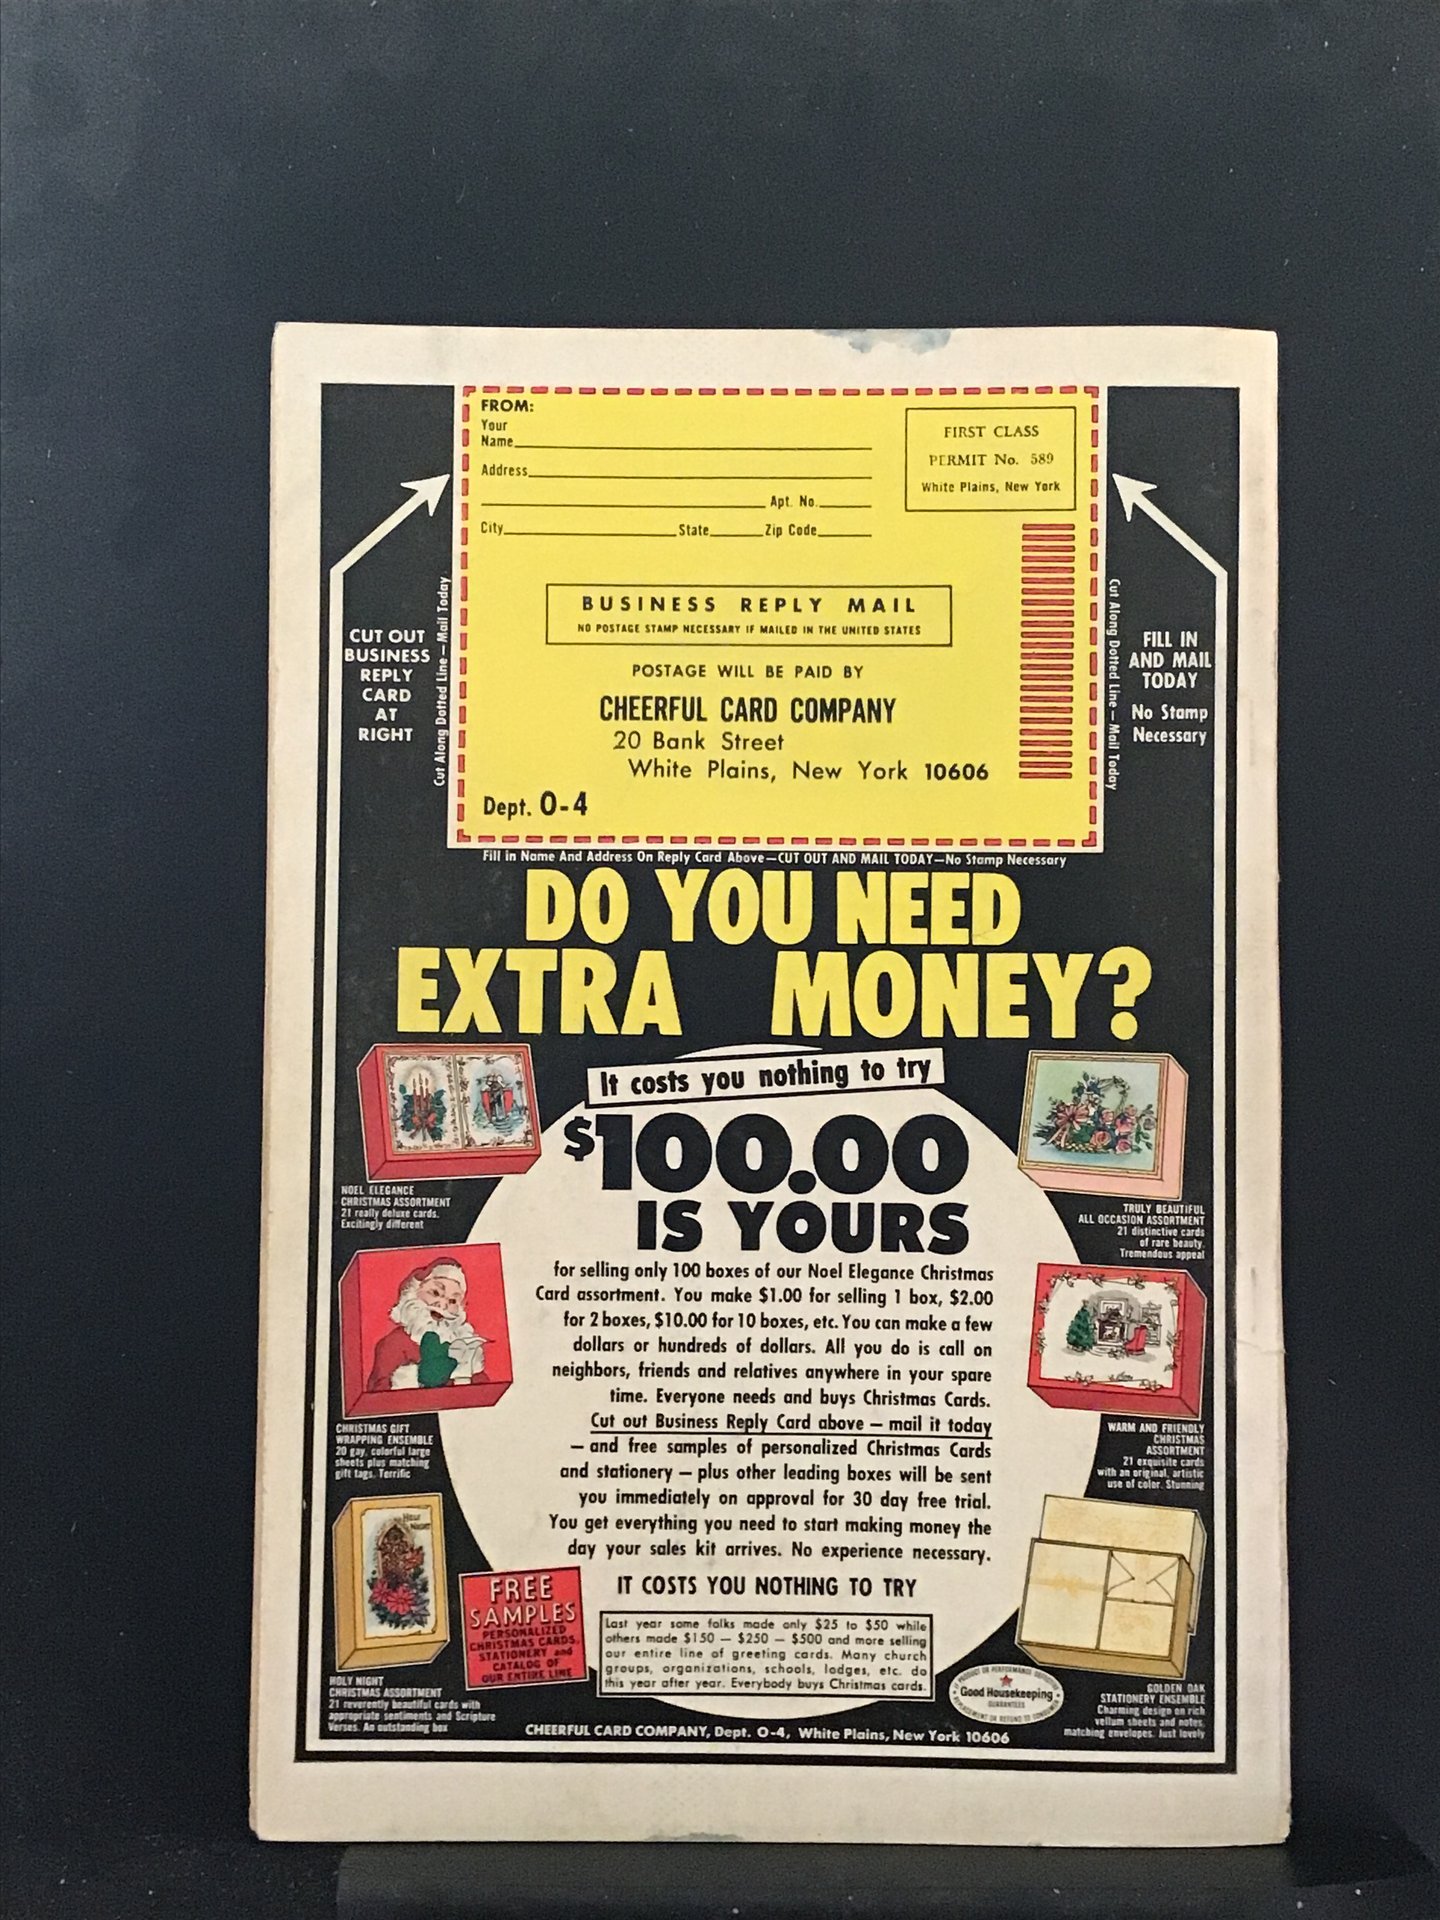 FROM:
Your
Name
Address
Apt. No.
City State Zip Code
FIRST CLASS
PERMIT No. 589
White Plains, New York
BUSINESS REPLY MAIL
NO POSTAGE STAMP NECESSARY IF MAILED IN THE UNITED STATES
POSTAGE WILL BE PAID BY
CHEERFUL CARD COMPANY
20 Bank Street
White Plains, New York 10606
Dept. O-4
CUT OUT
BUSINESS
REPLY
CARD
AT
RIGHT
Cut Along Dotted Line — Mail Today
Cut Along Dotted Line — Mail Today
FILL IN
AND MAIL
TODAY
No Stamp
Necessary
Fill in Name And Address On Reply Card Above—CUT OUT AND MAIL TODAY—No Stamp Necessary
DO YOU NEED
EXTRA MONEY?
It costs you nothing to try
$100.00
IS YOURS
for selling only 100 boxes of our Noel Elegance Christmas
Card assortment. You make $1.00 for selling 1 box, $2.00
for 2 boxes, $10.00 for 10 boxes, etc. You can make a few
dollars or hundreds of dollars. All you do is call on
neighbors, friends and relatives anywhere in your spare
time. Everyone needs and buys Christmas Cards.
Cut out Business Reply Card above — mail it today
— and free samples of personalized Christmas Cards
and stationery — plus other leading boxes will be sent
you immediately on approval for 30 day free trial.
You get everything you need to start making money the
day your sales kit arrives. No experience necessary.
IT COSTS YOU NOTHING TO TRY
Last year some folks made only $25 to $50 while
others made $150 — $250 — $500 and more selling
our entire line of greeting cards. Many church
groups, organizations, schools, lodges, etc. do
this year after year. Everybody buys Christmas cards.
NOEL ELEGANCE
CHRISTMAS ASSORTMENT
21 really deluxe cards.
Excitingly different
CHRISTMAS GIFT
WRAPPING ENSEMBLE
20 gay, colorful large
sheets plus matching
gift tags. Terrific
Holy
Night
HOLY NIGHT
CHRISTMAS ASSORTMENT
21 reverently beautiful cards with
appropriate sentiments and Scripture
Verses. An outstanding box
FREE
SAMPLES
PERSONALIZED
CHRISTMAS CARDS,
STATIONERY and
CATALOG OF
OUR ENTIRE LINE
TRULY BEAUTIFUL
ALL OCCASION ASSORTMENT
21 distinctive cards
of rare beauty.
Tremendous appeal
WARM AND FRIENDLY
CHRISTMAS
ASSORTMENT
21 exquisite cards
with an original, artistic
use of color. Stunning
GOLDEN OAK
STATIONERY ENSEMBLE
Charming design on rich
vellum sheets and notes,
matching envelopes. Just lovely
Good Housekeeping
GUARANTEES
REPLACEMENT OR REFUND TO CONSUMER
CHEERFUL CARD COMPANY, Dept. O-4, White Plains, New York 10606